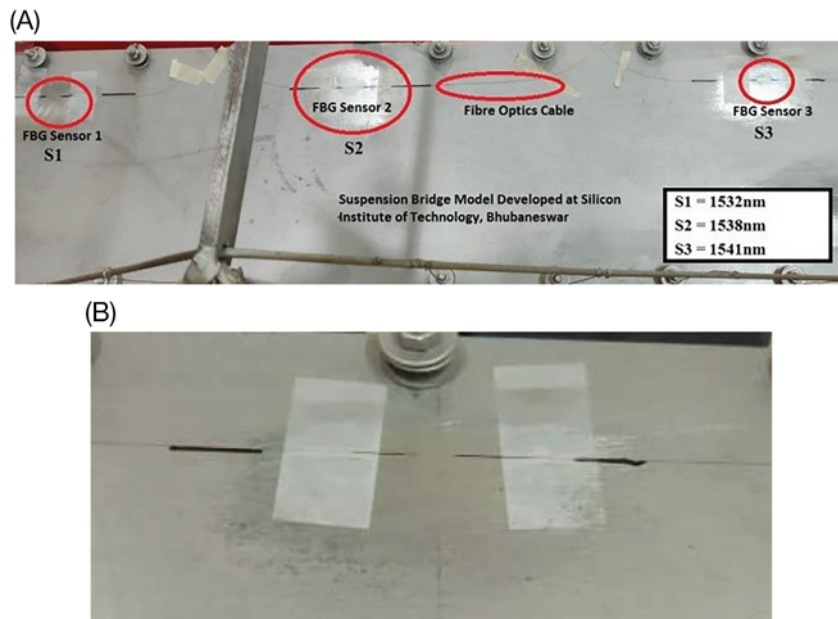 (A)
FBG Sensor 1
S1
FBG Sensor 2
S2
Fibre Optics Cable
FBG Sensor 3
S3
Suspension Bridge Model Developed at Silicon
Institute of Technology, Bhubaneswar
S1 = 1532nm
S2 = 1538nm
S3 = 1541nm
(B)